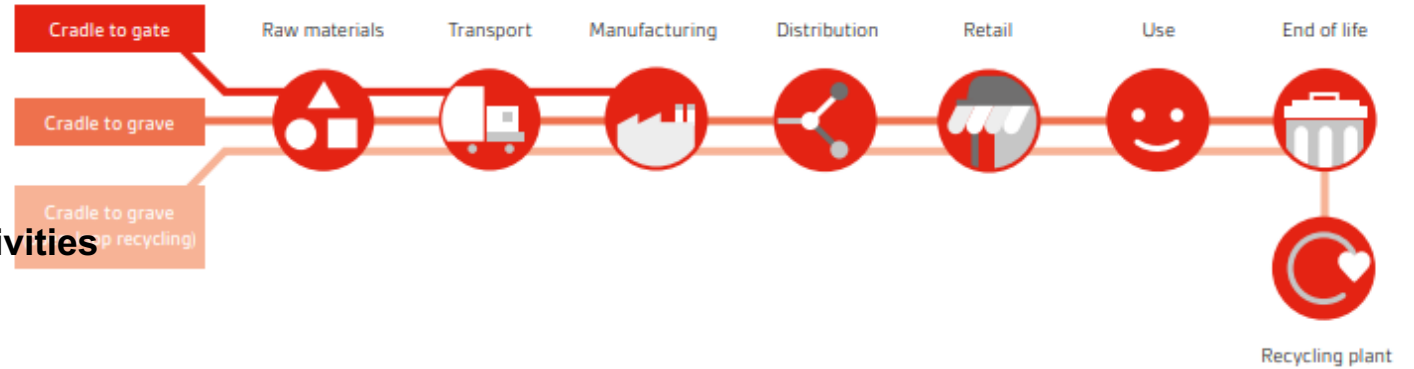 Cradle to gate
Raw materials
Transport
Manufacturing
Distribution
Retail
Use
End of life
Cradle to grave
Cradle to grave
ivities
recycling)
Recycling plant